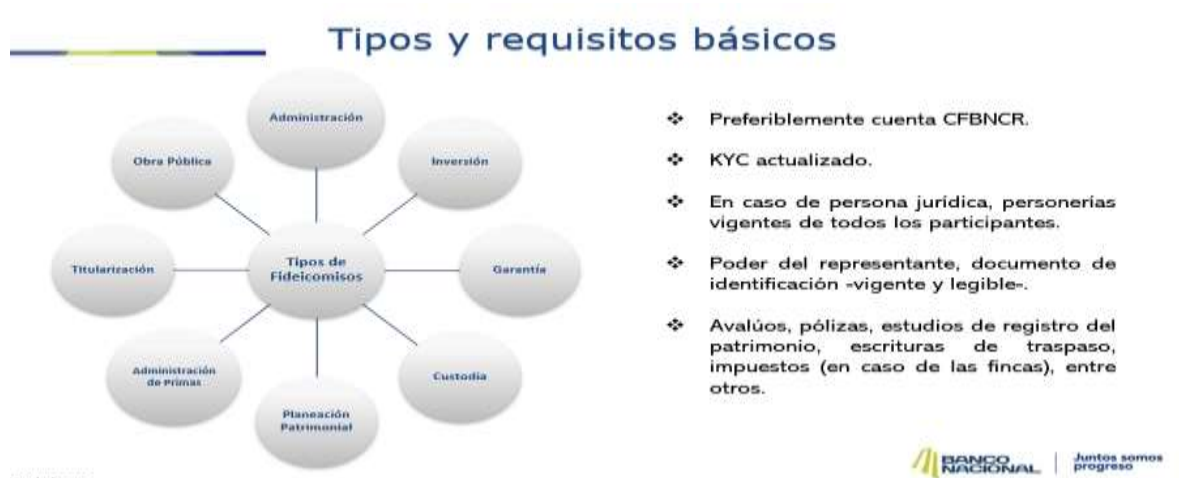 Tipos y requisitos básicos
Administración
Inversión
Garantía
Custodia
Planeación
Patrimonial
Administración
de Primas
Titularización
Obra Pública
Tipos de
Fideicomisos
❖ Preferiblemente cuenta CFBNCR.
❖ KYC actualizado.
❖ En caso de persona jurídica, personerías
vigentes de todos los participantes.
❖ Poder del representante, documento de
identificación -vigente y legible-.
❖ Avalúos, pólizas, estudios de registro del
patrimonio, escrituras de traspaso,
impuestos (en caso de las fincas), entre
otros.
BANCO
NACIONAL
Juntos somos
progreso